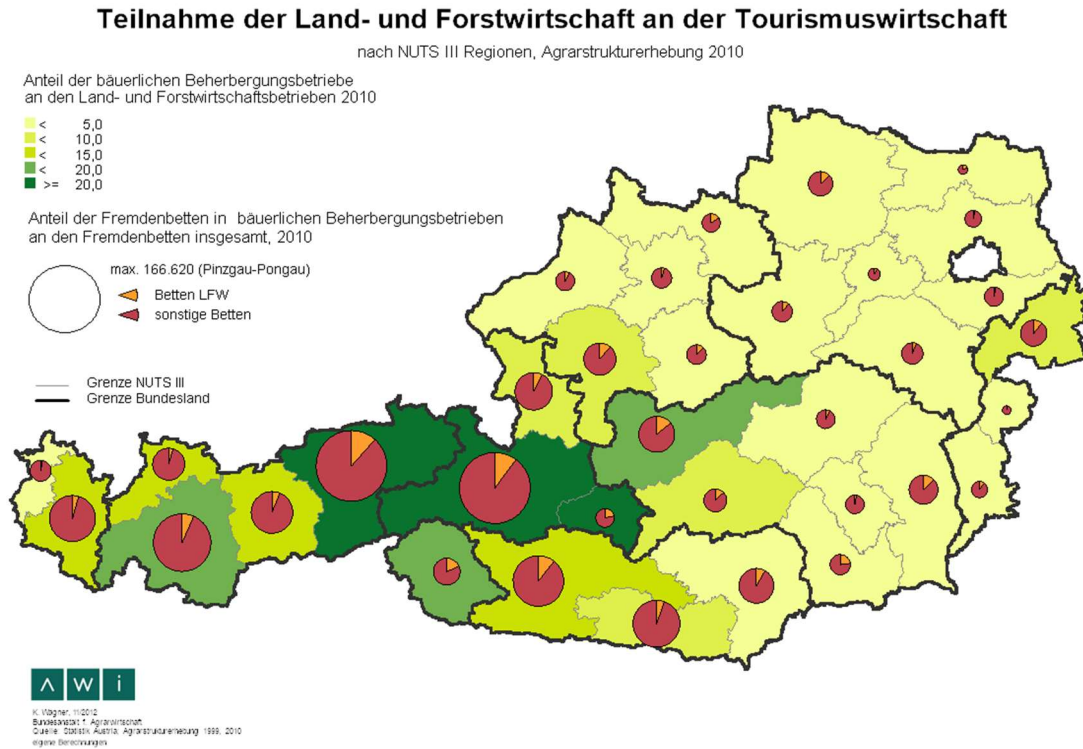 Teilnahme der Land- und Forstwirtschaft an der Tourismuswirtschaft
nach NUTS III Regionen, Agrarstrukturerhebung 2010
Anteil der bäuerlichen Beherbergungsbetriebe
an den Land- und Forstwirtschaftsbetrieben 2010
< 5,0
< 10,0
< 15,0
< 20,0
>= 20,0
Anteil der Fremdenbetten in bäuerlichen Beherbergungsbetrieben
an den Fremdenbetten insgesamt, 2010
max. 166.620 (Pinzgau-Pongau)
Betten LFW
sonstige Betten
Grenze NUTS III
Grenze Bundesland
AWI
K. Wagner, 11/2012
Bundesanstalt f. Agrarwirtschaft
Quelle: Statistik Austria: Agrarstrukturerhebung 1999, 2010
eigene Berechnungen